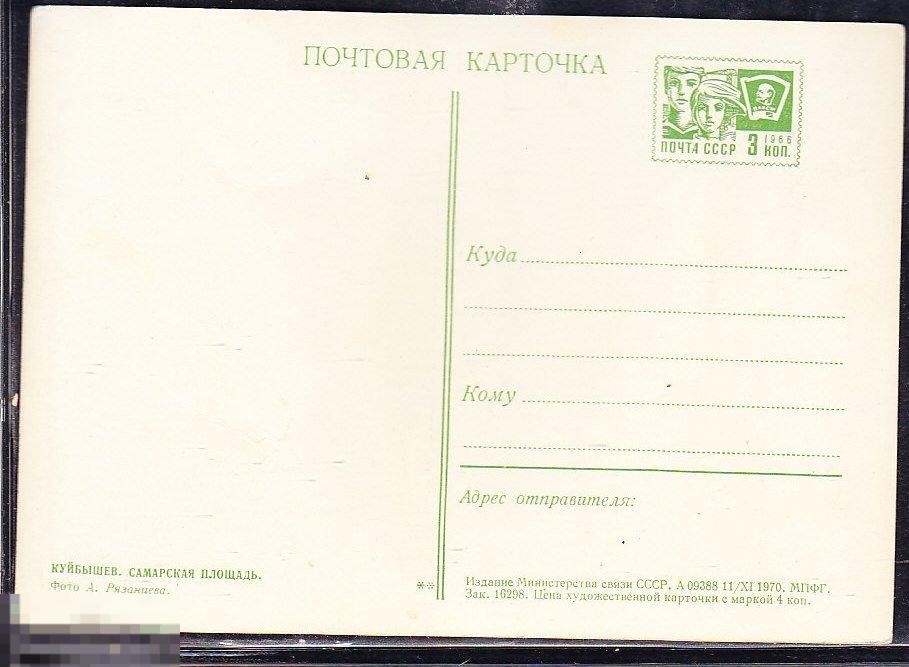 ПОЧТОВАЯ КАРТОЧКА
ВЛКСМ
1966
ПОЧТА СССР 3 КОП.
Куда
Кому
Адрес отправителя:
КУЙБЫШЕВ. САМАРСКАЯ ПЛОЩАДЬ.
Фото А. Рязанцева.
**
Издание Министерства связи СССР. А 09388 11/XI 1970. МПФГ.
Зак. 16298. Цена художественной карточки с маркой 4 коп.